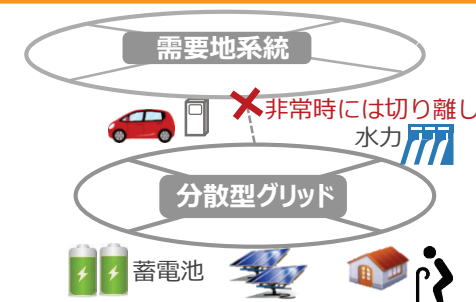 需要地系統
非常時には切り離し
水力
分散型グリッド
蓄電池